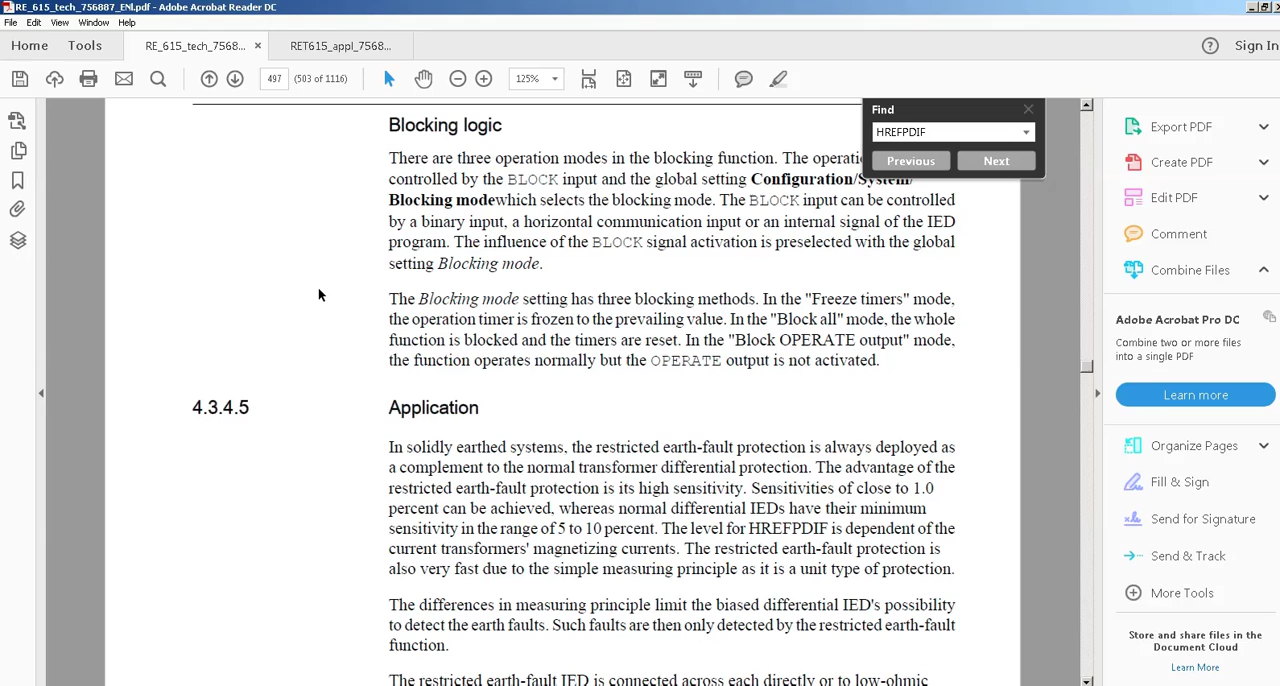 RE_615_tech_756887_ENl.pdf - Adobe Acrobat Reader DC
File Edit View Window Help
Home Tools RE_615_tech_7568... × RET615_appl_7568... Sign In
497 (503 of 1116) 125%
Find
HREFPDIF
Previous Next
Blocking logic
There are three operation modes in the blocking function. The operati
controlled by the BLOCK input and the global setting Configuration/System/
Blocking modewhich selects the blocking mode. The BLOCK input can be controlled
by a binary input, a horizontal communication input or an internal signal of the IED
program. The influence of the BLOCK signal activation is preselected with the global
setting Blocking mode.
The Blocking mode setting has three blocking methods. In the "Freeze timers" mode,
the operation timer is frozen to the prevailing value. In the "Block all" mode, the whole
function is blocked and the timers are reset. In the "Block OPERATE output" mode,
the function operates normally but the OPERATE output is not activated.
4.3.4.5 Application
In solidly earthed systems, the restricted earth-fault protection is always deployed as
a complement to the normal transformer differential protection. The advantage of the
restricted earth-fault protection is its high sensitivity. Sensitivities of close to 1.0
percent can be achieved, whereas normal differential IEDs have their minimum
sensitivity in the range of 5 to 10 percent. The level for HREFPDIF is dependent of the
current transformers' magnetizing currents. The restricted earth-fault protection is
also very fast due to the simple measuring principle as it is a unit type of protection.
The differences in measuring principle limit the biased differential IED's possibility
to detect the earth faults. Such faults are then only detected by the restricted earth-fault
function.
The restricted earth-fault IED is connected across each directly or to low-ohmic
Export PDF
Create PDF
Edit PDF
Comment
Combine Files
Adobe Acrobat Pro DC
Combine two or more files
into a single PDF
Learn more
Organize Pages
Fill & Sign
Send for Signature
Send & Track
More Tools
Store and share files in the
Document Cloud
Learn More